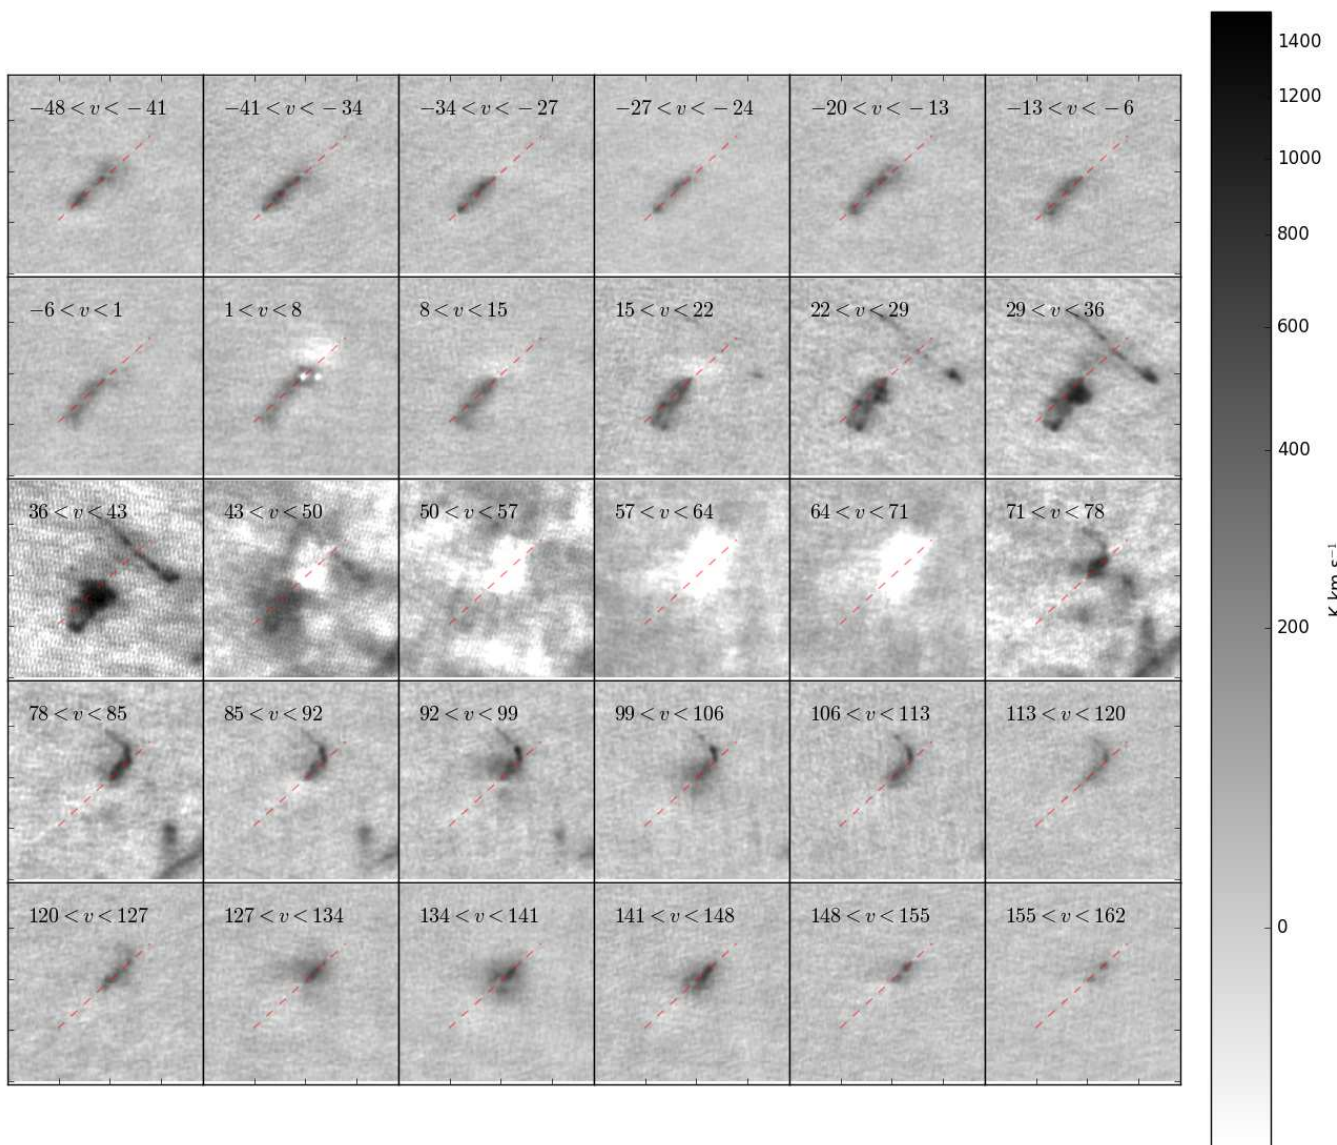 −48 < v < −41
−41 < v < −34
−34 < v < −27
−27 < v < −24
−20 < v < −13
−13 < v < −6
−6 < v < 1
1 < v < 8
8 < v < 15
15 < v < 22
22 < v < 29
29 < v < 36
36 < v < 43
43 < v < 50
50 < v < 57
57 < v < 64
64 < v < 71
71 < v < 78
78 < v < 85
85 < v < 92
92 < v < 99
99 < v < 106
106 < v < 113
113 < v < 120
120 < v < 127
127 < v < 134
134 < v < 141
141 < v < 148
148 < v < 155
155 < v < 162
1400
1200
1000
800
600
400
200
0
K km s⁻¹